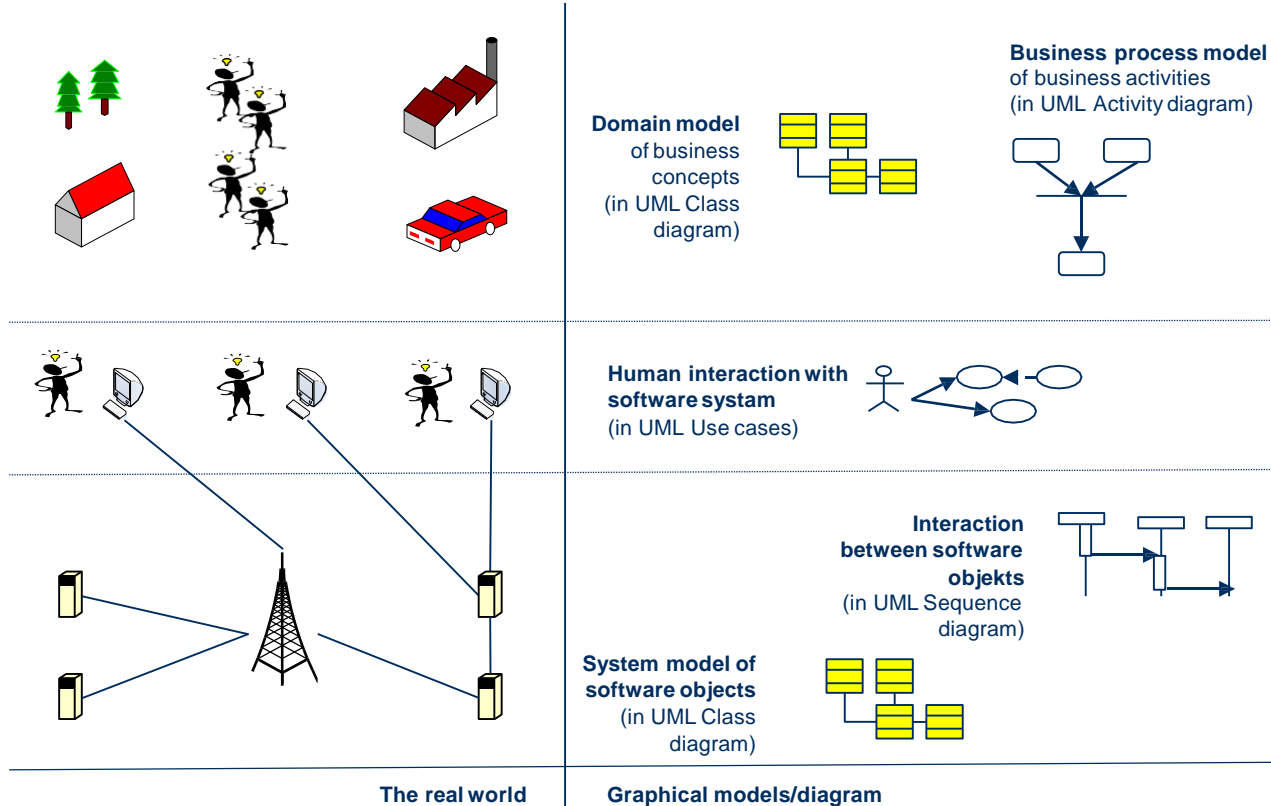 Business process model
of business activities
(in UML Activity diagram)
Domain model
of business
concepts
(in UML Class
diagram)
Human interaction with
software systam
(in UML Use cases)
Interaction
between software
objekts
(in UML Sequence
diagram)
System model of
software objects
(in UML Class
diagram)
The real world
Graphical models/diagram